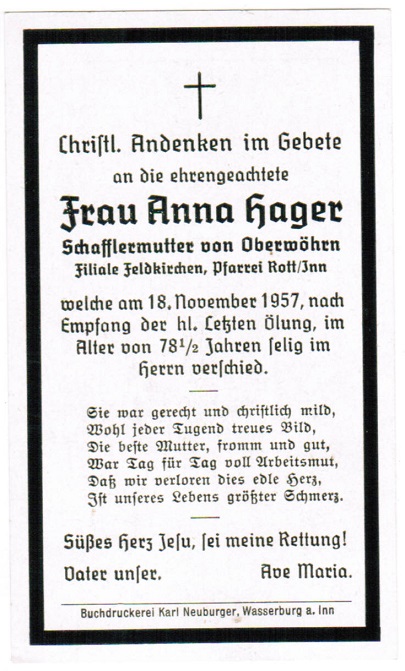 Christl. Andenken im Gebete
an die ehrengeachtete
Frau Anna Hager
Schafflermutter von Oberwöhrn
Filiale Feldkirchen, Pfarrei Rott/Inn
welche am 18. November 1957, nach
Empfang der hl. Letzten Ölung, im
Alter von 78½ Jahren selig im
Herrn verschied.
Sie war gerecht und christlich mild,
Wohl jeder Tugend treues Bild,
Die beste Mutter, fromm und gut,
War Tag für Tag voll Arbeitsmut,
Daß wir verloren dies edle Herz,
Ist unseres Lebens größter Schmerz.
Süßes Herz Jesu, sei meine Rettung!
Vater unser. Ave Maria.
Buchdruckerei Karl Neuburger, Wasserburg a. Inn